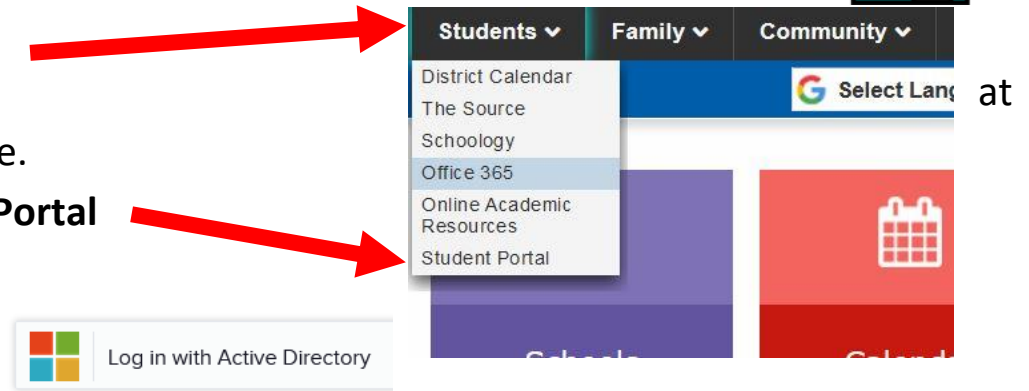 Students Family Community
Select Lang at
District Calendar
The Source
Schoology
e.
Office 365
Portal
Online Academic
Resources
Student Portal
Log in with Active Directory